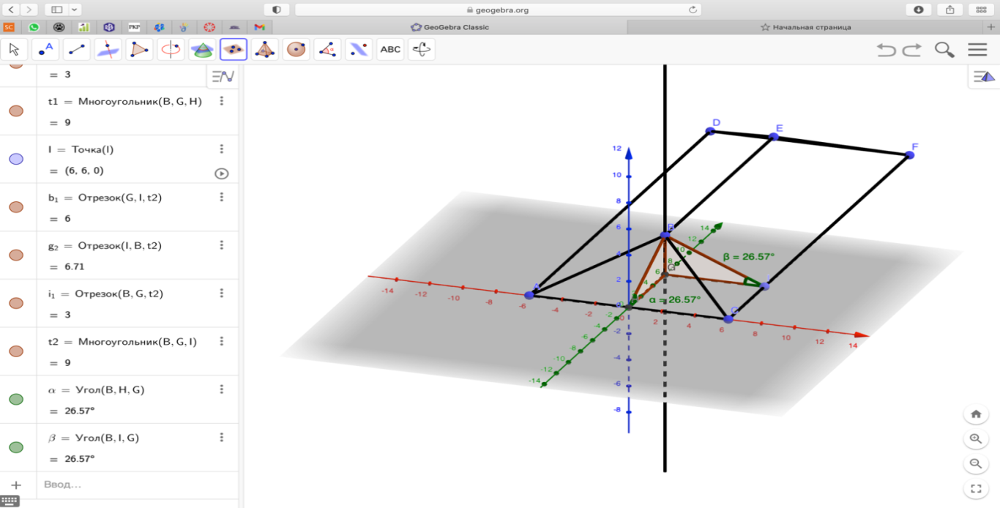 geogebra.org
SC
PKP
GeoGebra Classic
Начальная страница
A
ABC
= 3
t1 = Многоугольник(B, G, H)
= 9
I = Точка(I)
= (6, 6, 0)
b₁ = Отрезок(G, I, t2)
= 6
g₂ = Отрезок(I, B, t2)
= 6.71
i₁ = Отрезок(B, G, t2)
= 3
t2 = Многоугольник(B, G, I)
= 9
α = Угол(B, H, G)
= 26.57°
β = Угол(B, I, G)
= 26.57°
Ввод...
D
E
F
12
10
8
6
4
2
0
-2
-4
-6
-8
B
14
12
10
8
6
4
-2
-4
-6
-8
-10
-12
-14
G
β = 26.57°
α = 26.57°
A
C
-14
-12
-10
-8
-6
-4
-2
0
2
4
6
8
10
12
14